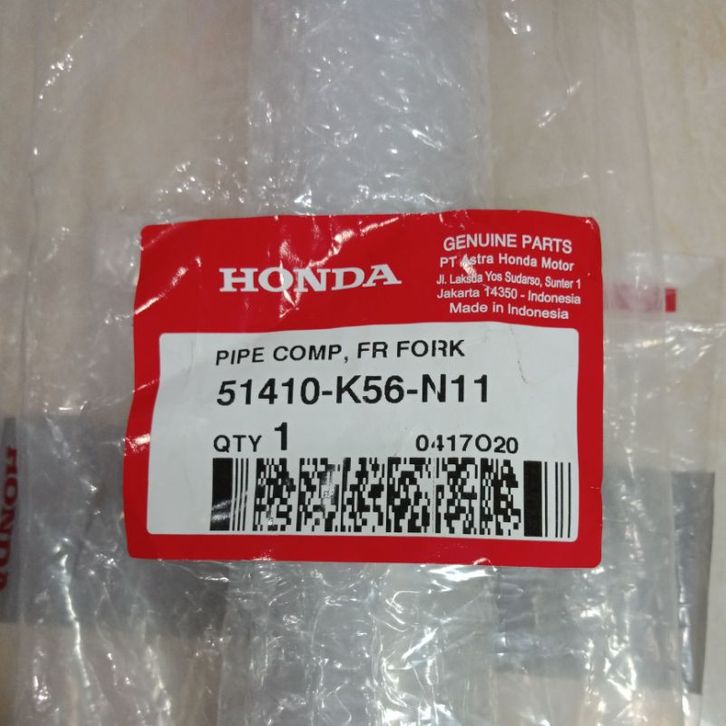 HONDA
GENUINE PARTS
PT Astra Honda Motor
Jl. Laksda Yos Sudarso, Sunter 1
Jakarta 14350 - Indonesia
Made in Indonesia
PIPE COMP, FR FORK
51410-K56-N11
QTY 1 0417O20
HONDA